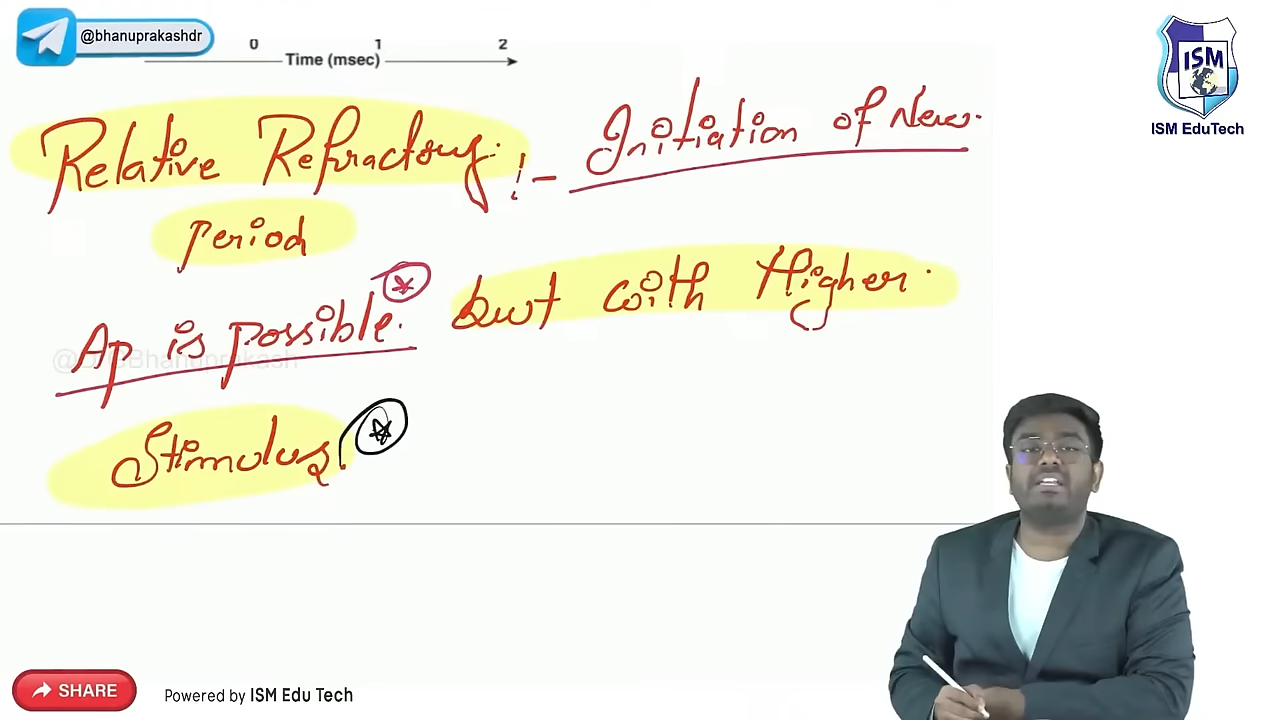 @bhanuprakashdr
0 1 2
Time (msec)
ISM
ISM EduTech
Relative Refractory :- Initiation of New
Period
AP is possible. but with Higher
@DrGBhanuprakash
Stimulus.
SHARE
Powered by ISM Edu Tech